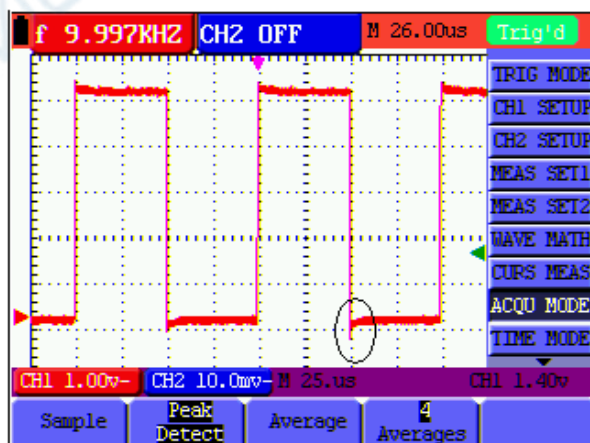 f 9.997KHZ CH2 OFF M 26.00us Trig'd
TRIG MODE
CH1 SETUP
CH2 SETUP
MEAS SET1
MEAS SET2
WAVE MATH
CURS MEAS
ACQU MODE
TIME MODE
CH1 1.00v- CH2 10.0mv- M 25.us CH1 1.40v
Sample
Peak
Detect
Average
4
Averages